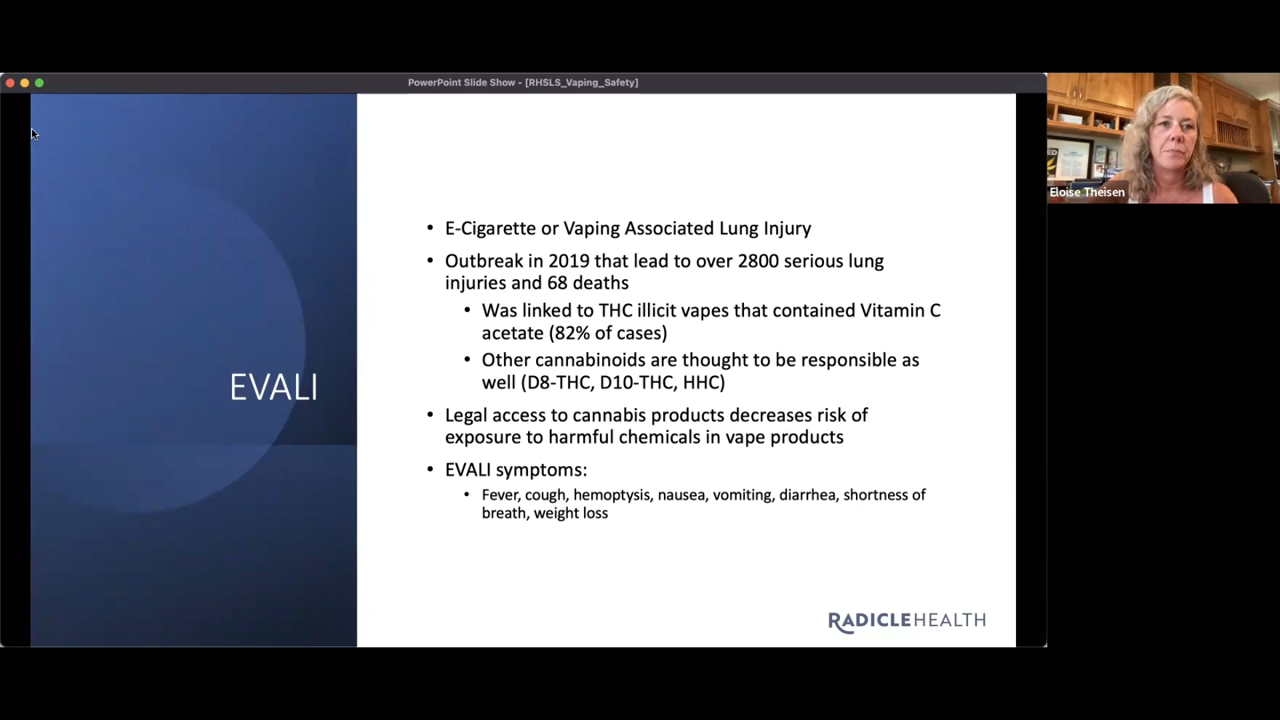 PowerPoint Slide Show - [RHSLS_Vaping_Safety]
EVALI
• E-Cigarette or Vaping Associated Lung Injury
• Outbreak in 2019 that lead to over 2800 serious lung
injuries and 68 deaths
• Was linked to THC illicit vapes that contained Vitamin C
acetate (82% of cases)
• Other cannabinoids are thought to be responsible as
well (D8-THC, D10-THC, HHC)
• Legal access to cannabis products decreases risk of
exposure to harmful chemicals in vape products
• EVALI symptoms:
• Fever, cough, hemoptysis, nausea, vomiting, diarrhea, shortness of
breath, weight loss
RADICLEHEALTH
Eloise Theisen